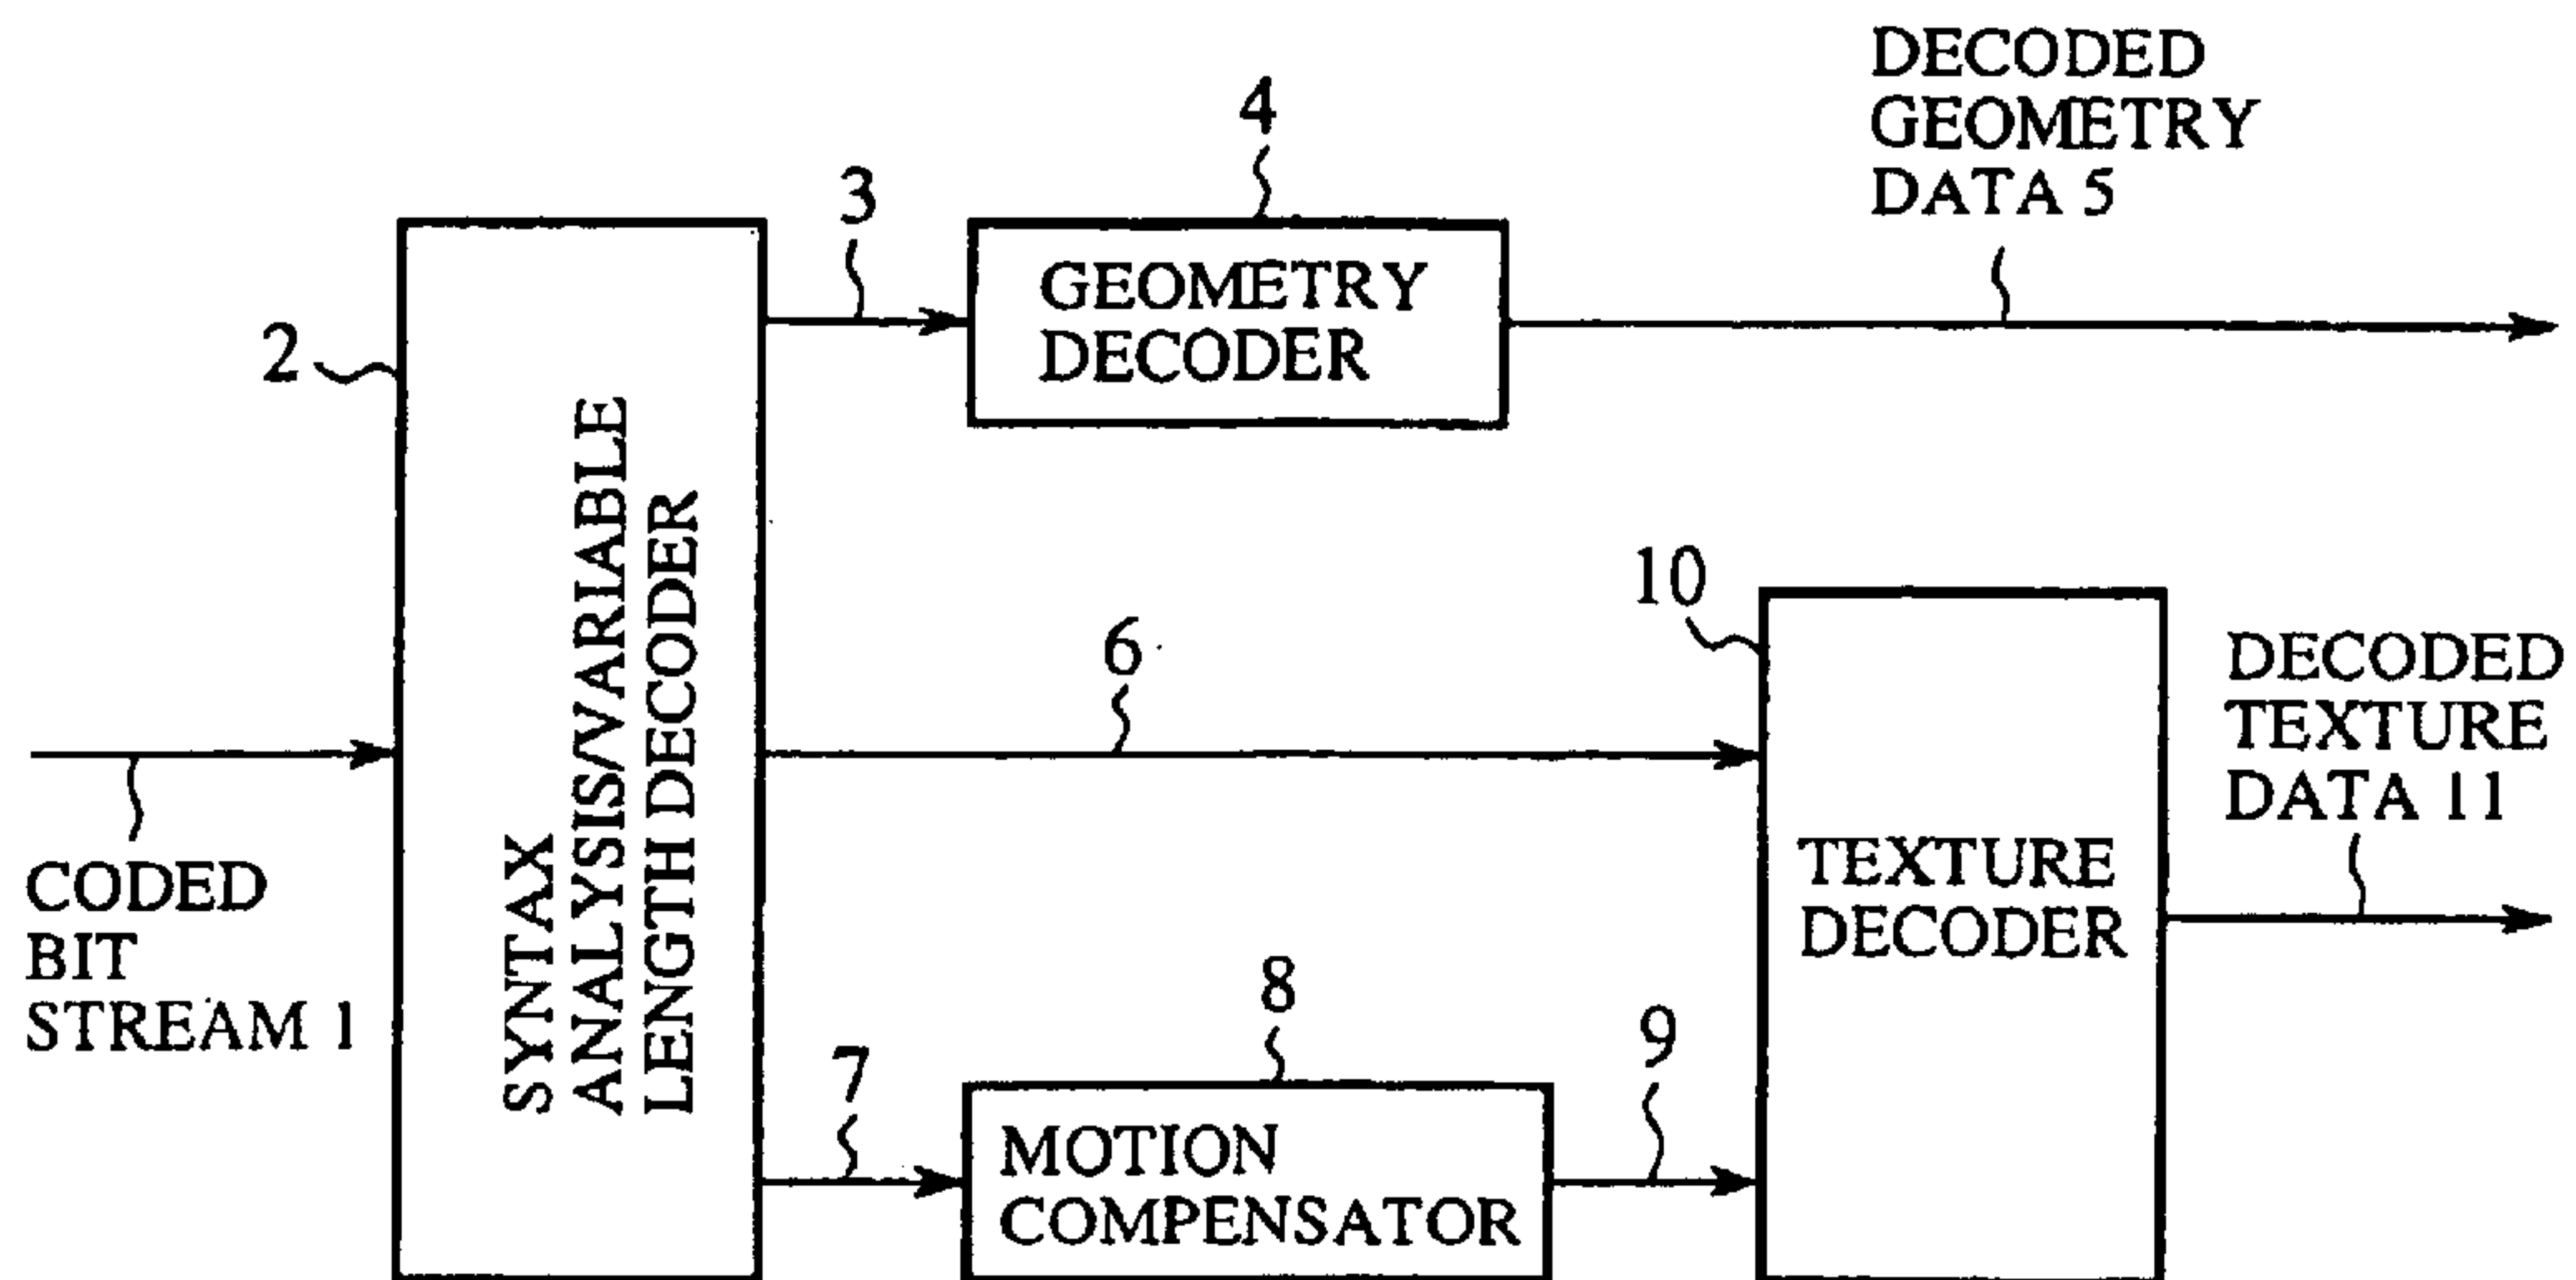 DECODED
GEOMETRY
DATA 5
4
3
GEOMETRY
DECODER
2
SYNTAX
ANALYSIS/VARIABLE
LENGTH DECODER
10
6
DECODED
TEXTURE
DATA 11
CODED
BIT
STREAM 1
TEXTURE
DECODER
8
9
7
MOTION
COMPENSATOR